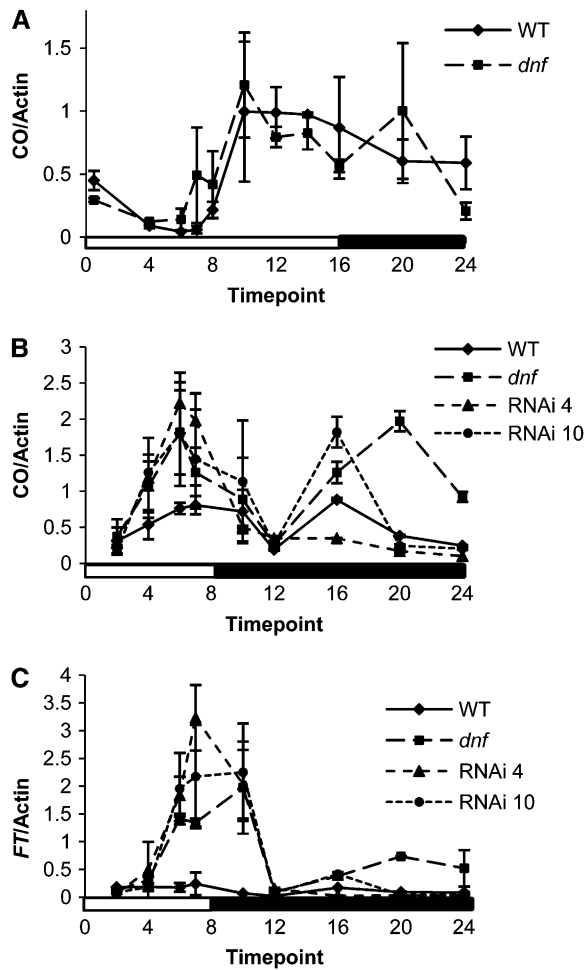 A
CO/Actin
1.5
1
0.5
0
WT
dnf
0 4 8 12 16 20 24
Timepoint
B
CO/Actin
3
2.5
2
1.5
1
0.5
0
WT
dnf
RNAi 4
RNAi 10
0 4 8 12 16 20 24
Timepoint
C
FT/Actin
4
3.5
3
2.5
2
1.5
1
0.5
0
WT
dnf
RNAi 4
RNAi 10
0 4 8 12 16 20 24
Timepoint